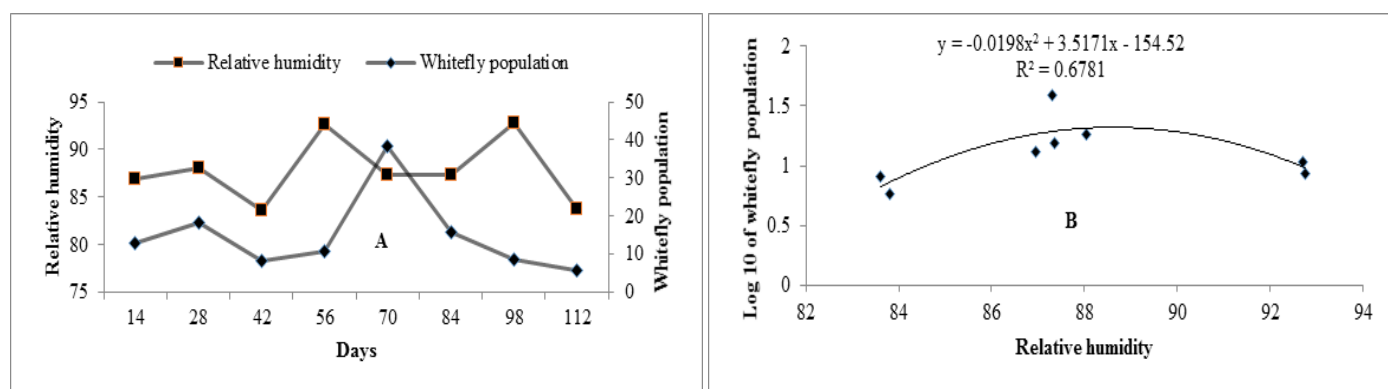 Relative humidity
Whitefly population
95
90
85
80
75
50
40
30
20
10
0
Relative humidity
Whitefly population
A
14 28 42 56 70 84 98 112
Days
y = -0.0198x² + 3.5171x - 154.52
R² = 0.6781
2
1.5
1
0.5
0
Log 10 of whitefly population
B
82 84 86 88 90 92 94
Relative humidity